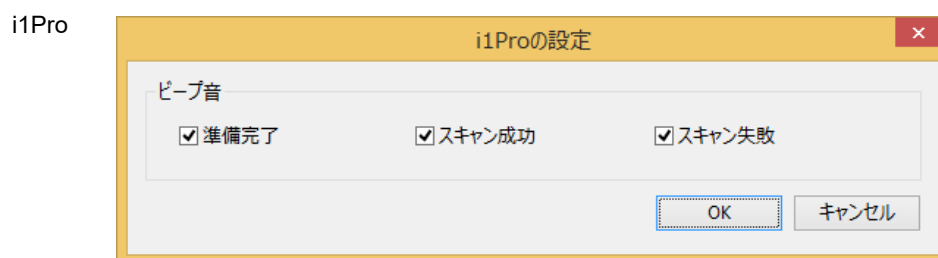 i1Pro
i1Proの設定
ビープ音
準備完了 スキャン成功 スキャン失敗
OK キャンセル